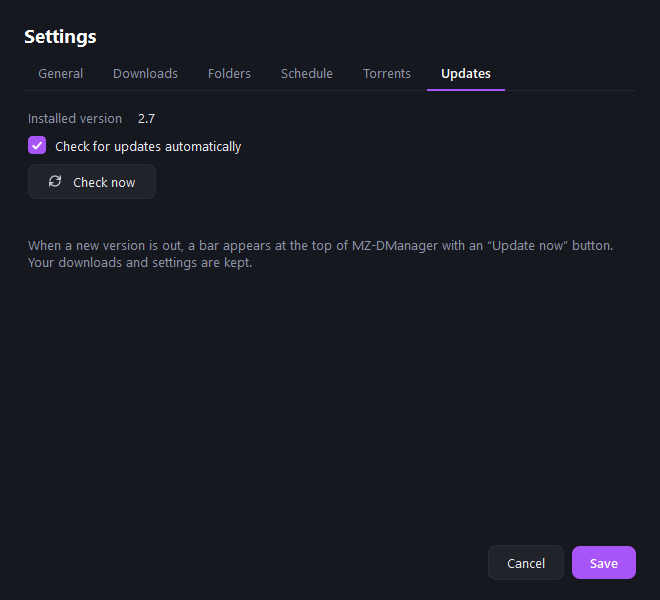 Settings
General Downloads Folders Schedule Torrents Updates
Installed version 2.7
Check for updates automatically
Check now
When a new version is out, a bar appears at the top of MZ-DManager with an “Update now” button.
Your downloads and settings are kept.
Cancel Save